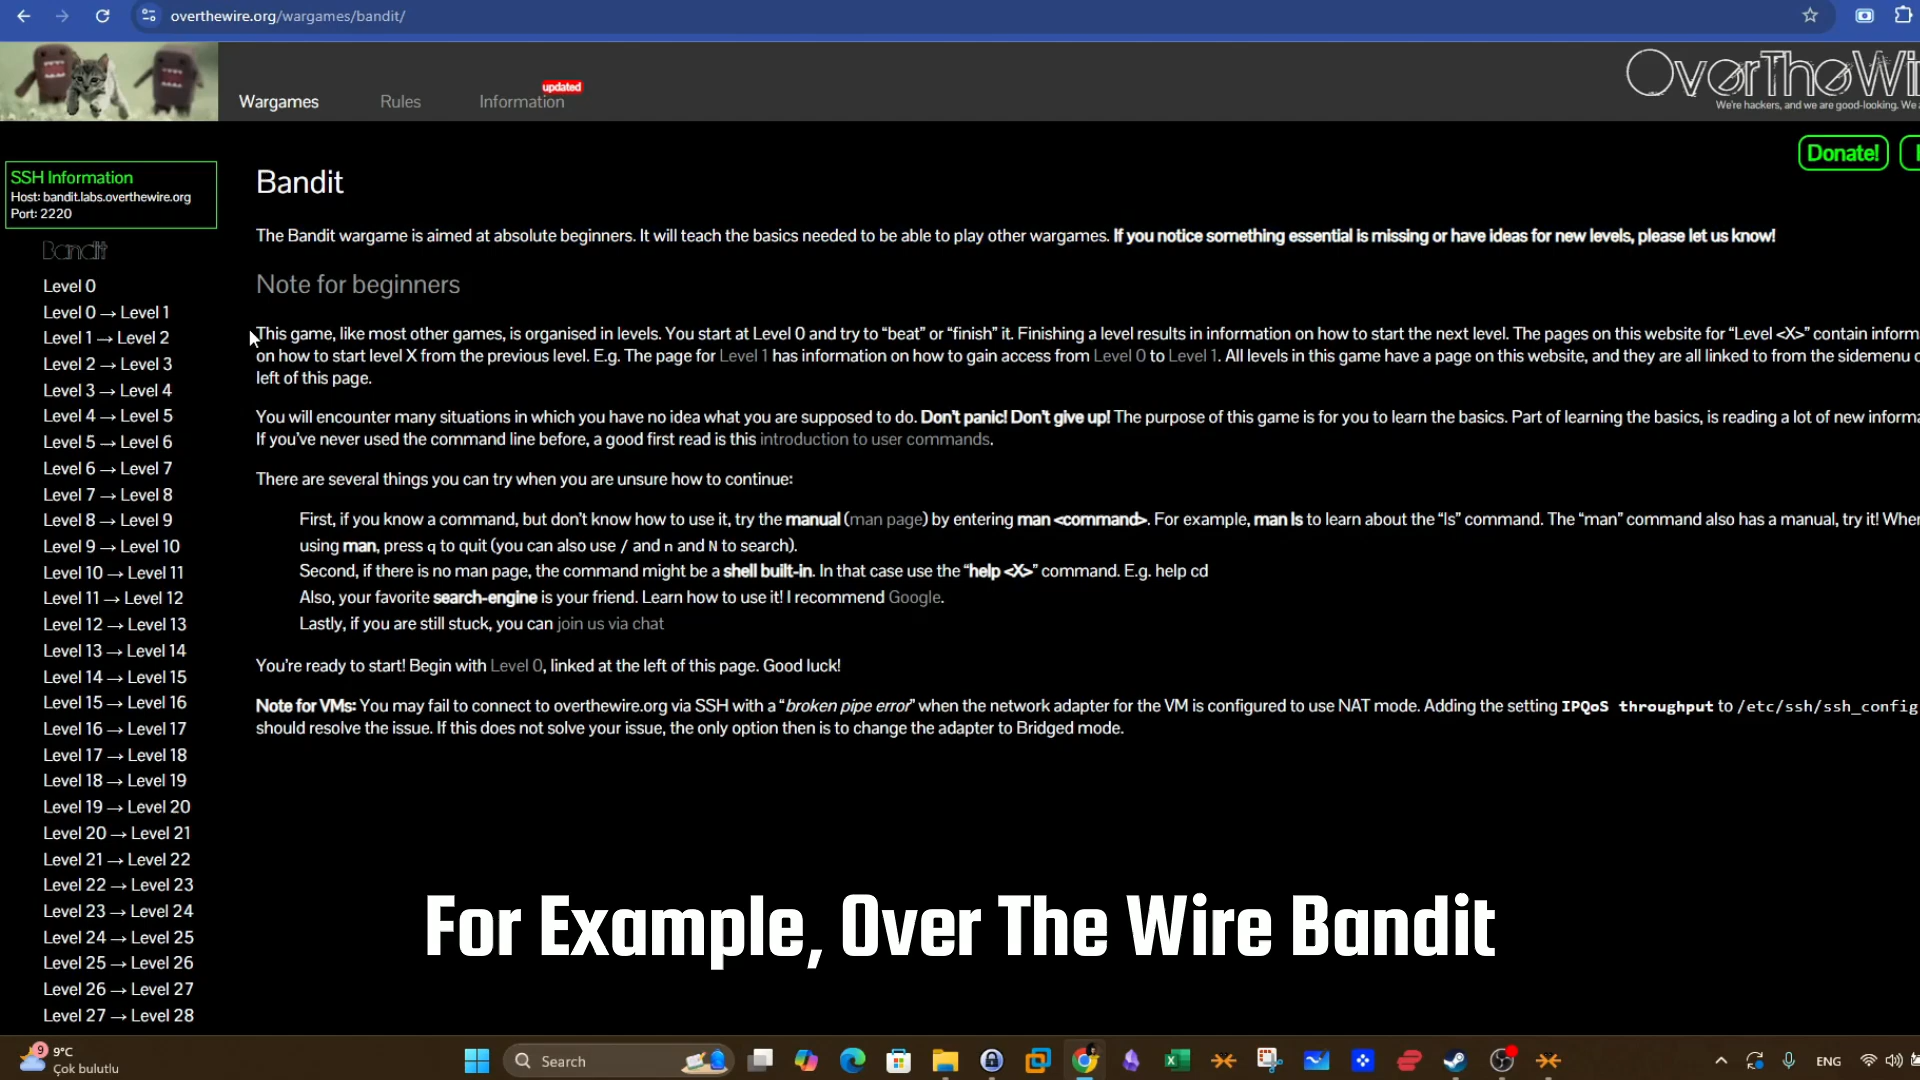 overthewire.org/wargames/bandit/
Wargames
Rules
Information
updated
OverTheWi
We're hackers, and we are good-looking. We
Donate!
SSH Information
Host: bandit.labs.overthewire.org
Port: 2220
Bandit
Level 0
Level 0 → Level 1
Level 1 → Level 2
Level 2 → Level 3
Level 3 → Level 4
Level 4 → Level 5
Level 5 → Level 6
Level 6 → Level 7
Level 7 → Level 8
Level 8 → Level 9
Level 9 → Level 10
Level 10 → Level 11
Level 11 → Level 12
Level 12 → Level 13
Level 13 → Level 14
Level 14 → Level 15
Level 15 → Level 16
Level 16 → Level 17
Level 17 → Level 18
Level 18 → Level 19
Level 19 → Level 20
Level 20 → Level 21
Level 21 → Level 22
Level 22 → Level 23
Level 23 → Level 24
Level 24 → Level 25
Level 25 → Level 26
Level 26 → Level 27
Level 27 → Level 28
Bandit
The Bandit wargame is aimed at absolute beginners. It will teach the basics needed to be able to play other wargames. If you notice something essential is missing or have ideas for new levels, please let us know!
Note for beginners
This game, like most other games, is organised in levels. You start at Level 0 and try to “beat” or “finish” it. Finishing a level results in information on how to start the next level. The pages on this website for “Level <X>” contain inform
on how to start level X from the previous level. E.g. The page for Level 1 has information on how to gain access from Level 0 to Level 1. All levels in this game have a page on this website, and they are all linked to from the sidemenu o
left of this page.
You will encounter many situations in which you have no idea what you are supposed to do. Don't panic! Don't give up! The purpose of this game is for you to learn the basics. Part of learning the basics, is reading a lot of new informa
If you've never used the command line before, a good first read is this introduction to user commands.
There are several things you can try when you are unsure how to continue:
First, if you know a command, but don't know how to use it, try the manual (man page) by entering man <command>. For example, man ls to learn about the “ls” command. The “man” command also has a manual, try it! When
using man, press q to quit (you can also use / and n and N to search).
Second, if there is no man page, the command might be a shell built-in. In that case use the “help <X>” command. E.g. help cd
Also, your favorite search-engine is your friend. Learn how to use it! I recommend Google.
Lastly, if you are still stuck, you can join us via chat
You're ready to start! Begin with Level 0, linked at the left of this page. Good luck!
Note for VMs: You may fail to connect to overthewire.org via SSH with a “broken pipe error” when the network adapter for the VM is configured to use NAT mode. Adding the setting IPQoS throughput to /etc/ssh/ssh_config
should resolve the issue. If this does not solve your issue, the only option then is to change the adapter to Bridged mode.
For Example, Over The Wire Bandit
9
9°C
Çok bulutlu
Search
ENG